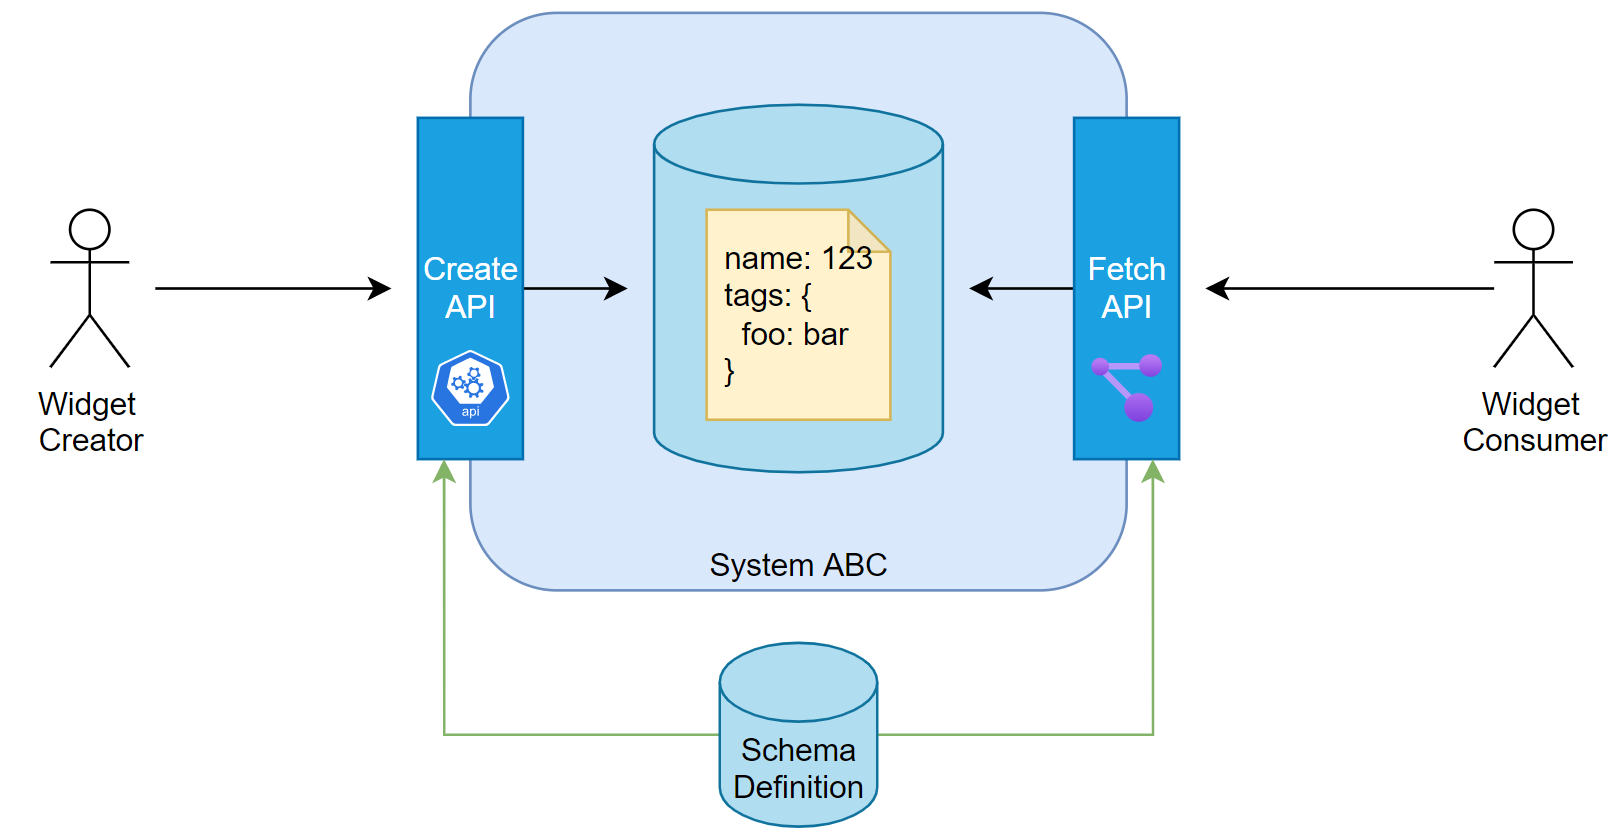 Create
API
api
name: 123
tags: {
foo: bar
}
Fetch
API
Widget
Creator
Widget
Consumer
System ABC
Schema
Definition